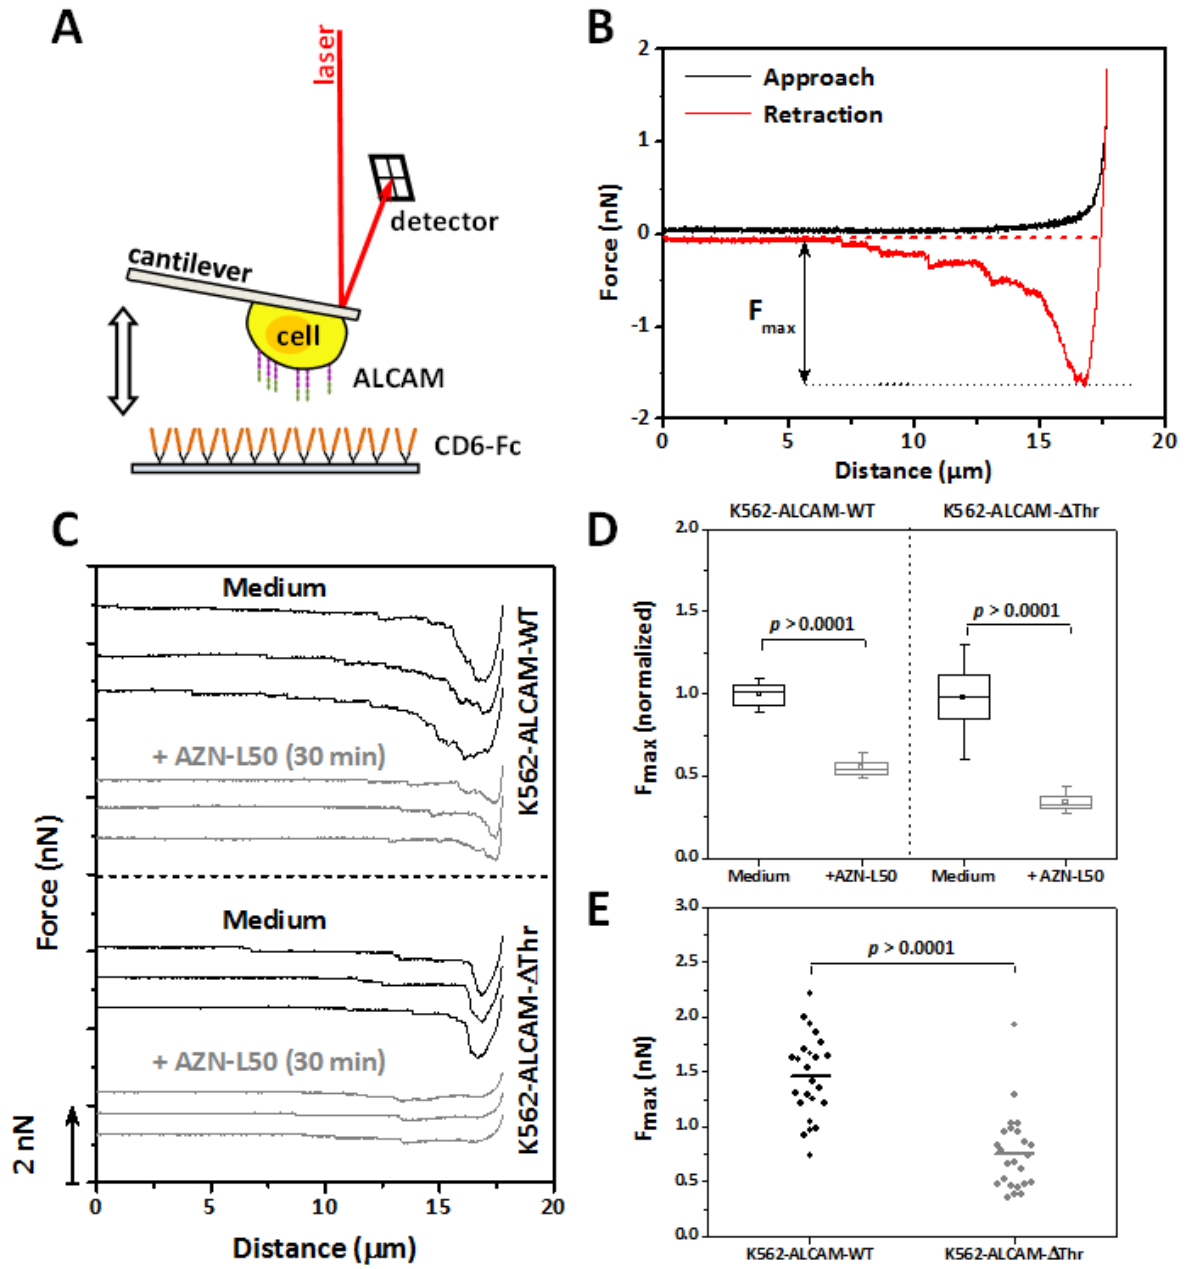 A
laser
detector
cantilever
cell
ALCAM
CD6-Fc
B
Approach
Retraction
2
1
0
-1
-2
Force (nN)
Fmax
0
5
10
15
20
Distance (µm)
C
Medium
K562-ALCAM-WT
+ AZN-L50 (30 min)
Medium
K562-ALCAM-ΔThr
+ AZN-L50 (30 min)
Force (nN)
2 nN
0
5
10
15
20
Distance (µm)
D
K562-ALCAM-WT
K562-ALCAM-ΔThr
2.0
1.5
1.0
0.5
0.0
Fmax (normalized)
p > 0.0001
p > 0.0001
Medium
+AZN-L50
Medium
+ AZN-L50
E
3.0
2.5
2.0
1.5
1.0
0.5
0.0
Fmax (nN)
p > 0.0001
K562-ALCAM-WT
K562-ALCAM-ΔThr